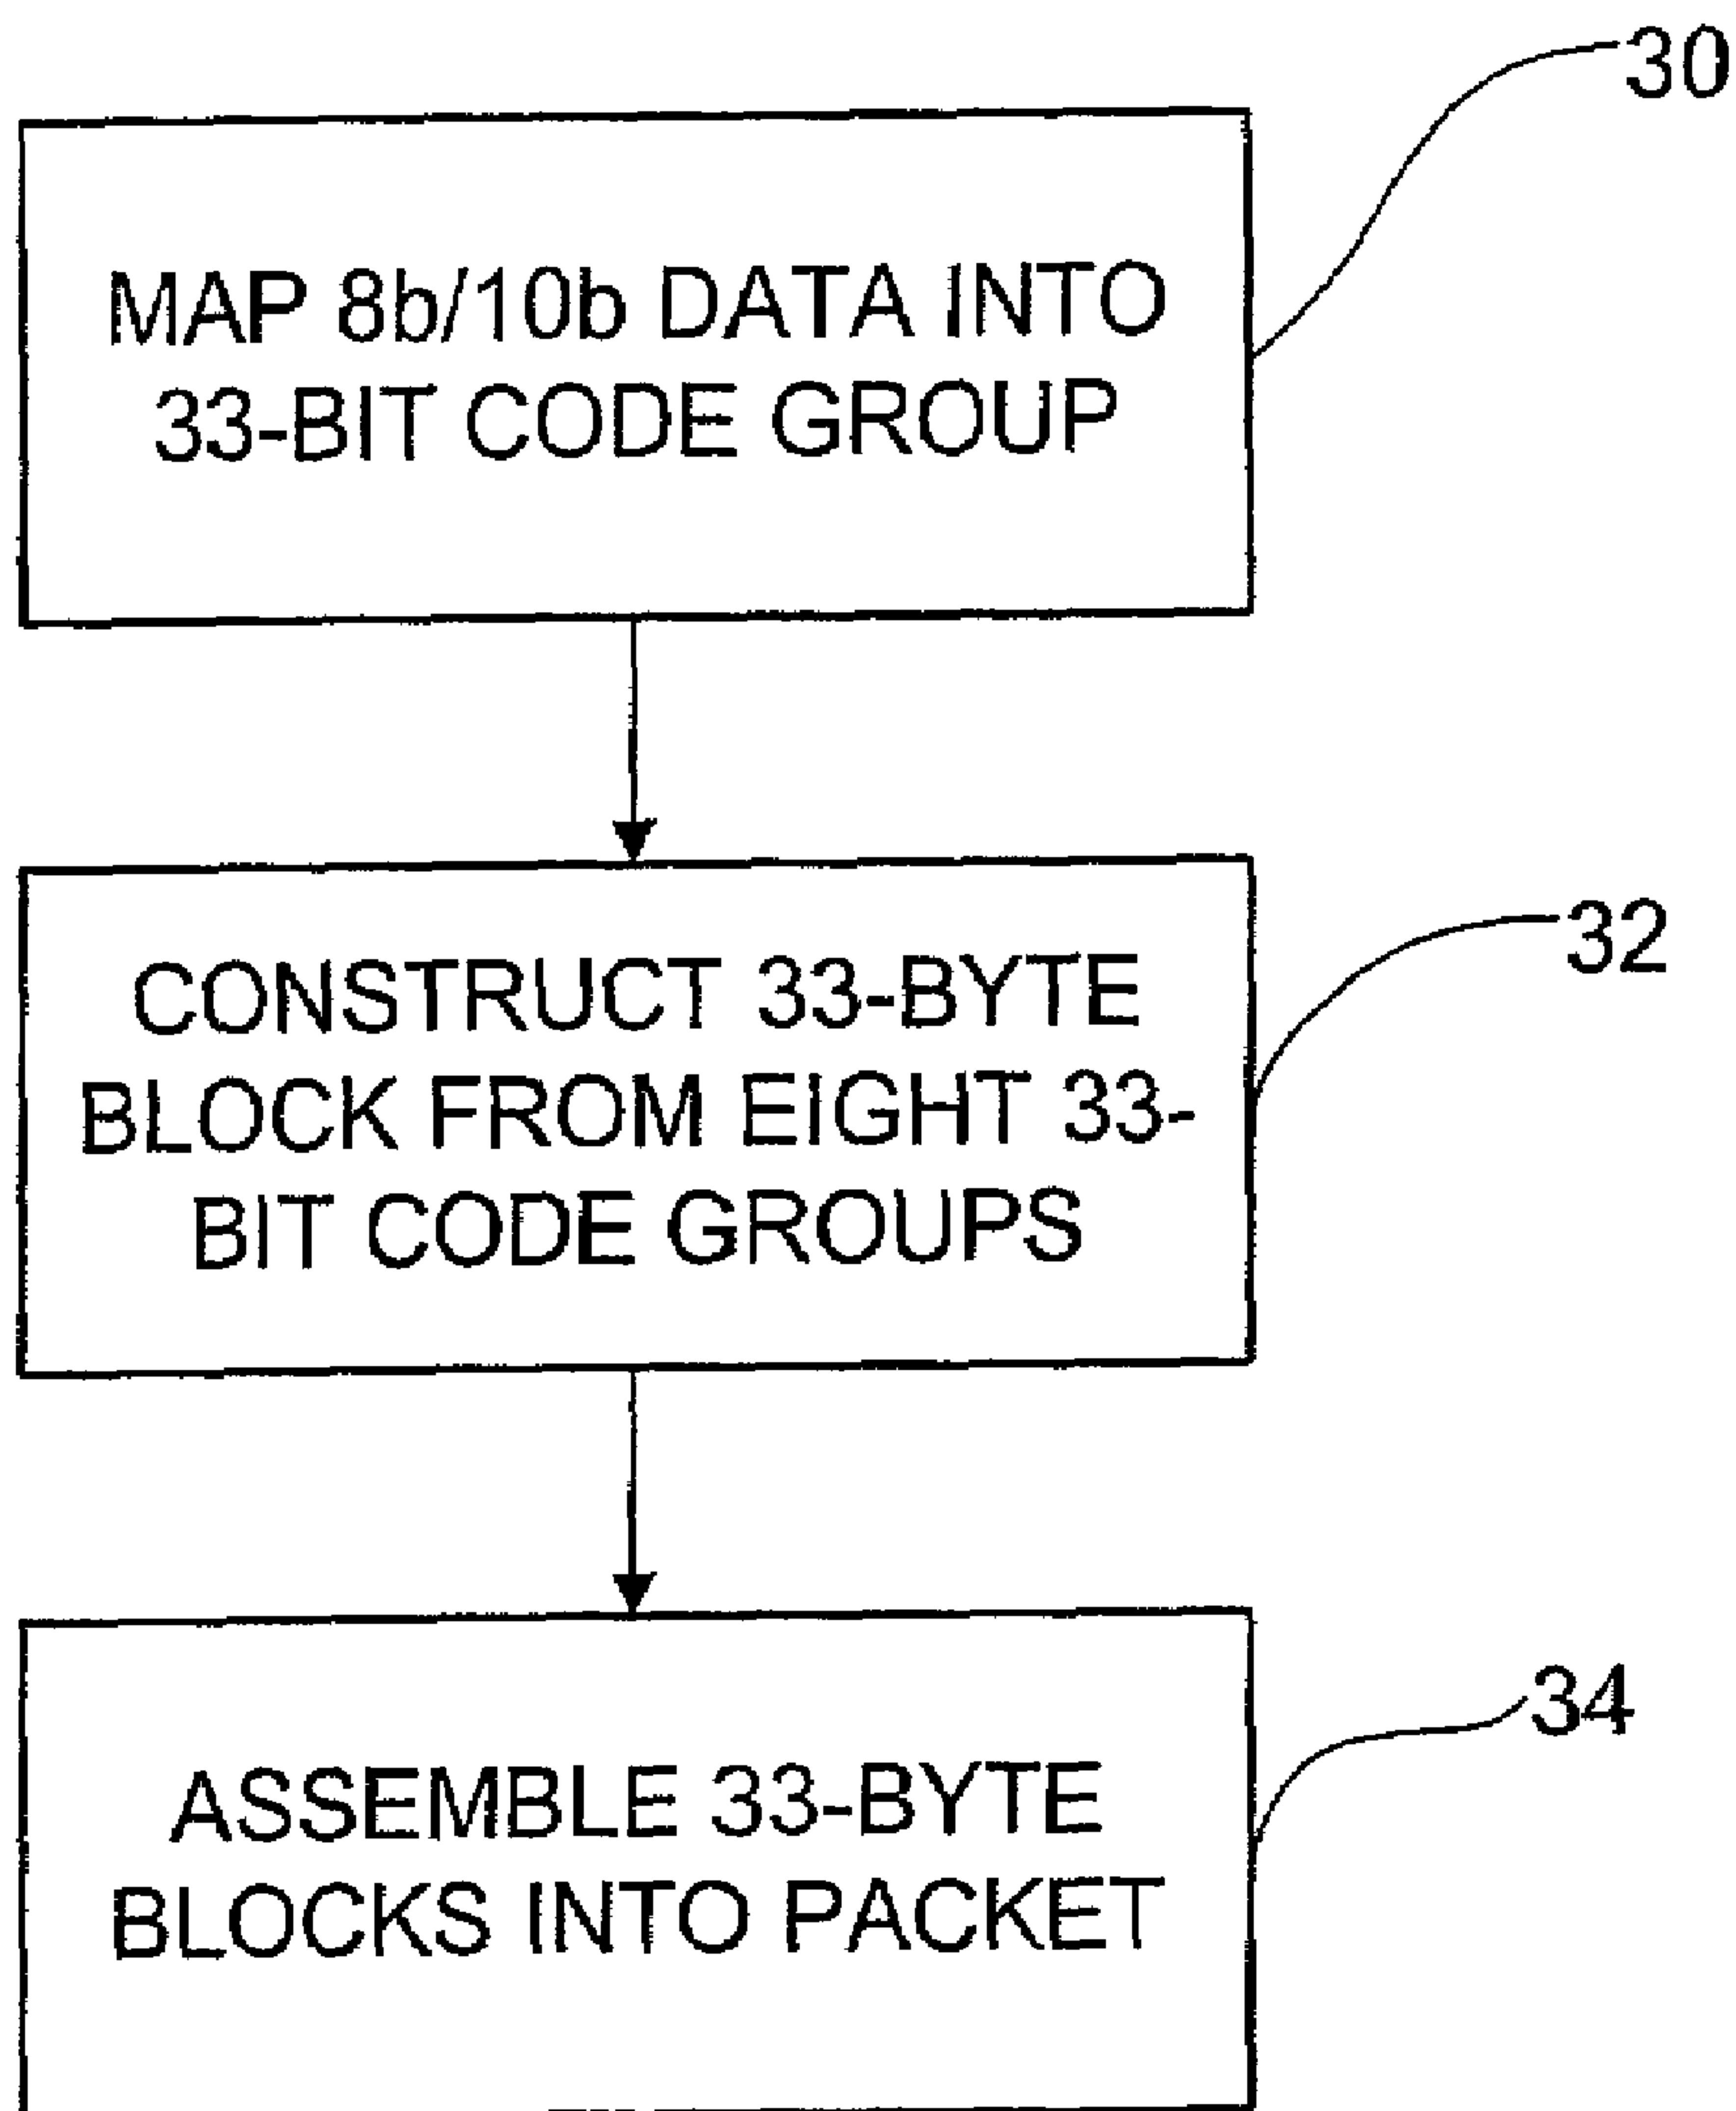 30
MAP 8b/10b DATA INTO
33-BIT CODE GROUP
CONSTRUCT 33-BYTE
BLOCK FROM EIGHT 33-
BIT CODE GROUPS
32
ASSEMBLE 33-BYTE
BLOCKS INTO PACKET
34